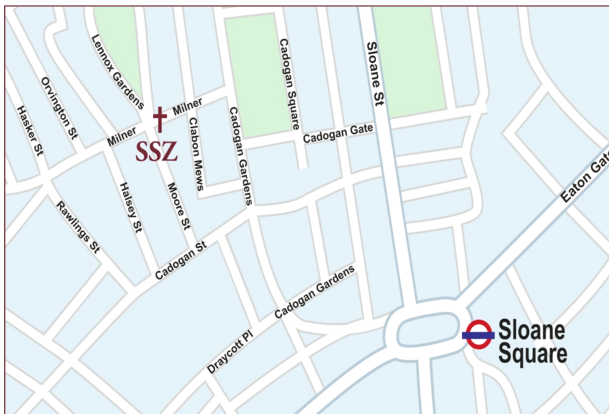 Lennox Gardens
Orvington St
Hasker St
Milner
Milner
SSZ
Clabon Mews
Cadogan Gardens
Cadogan Square
Sloane St
Cadogan Gate
Eaton Gate
Rawlings St
Halsey St
Moore St
Cadogan St
Cadogan Gardens
Draycott Pl
Sloane
Square